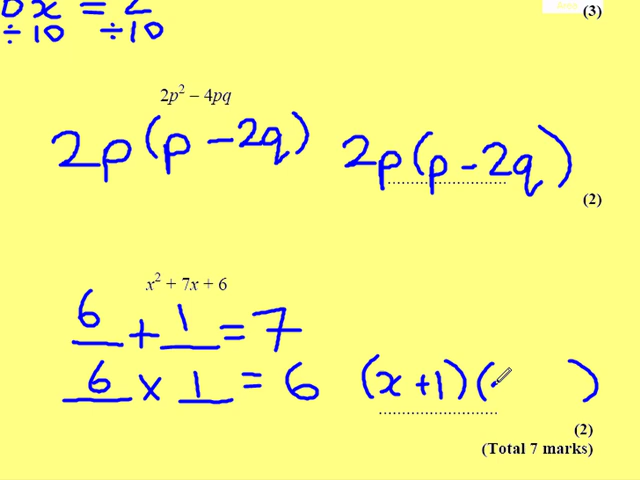 0x = 2
÷10 ÷10
(3)
2p² – 4pq
2p(p – 2q) 2p(p – 2q)
(2)
x² + 7x + 6
6 + 1 = 7
6 × 1 = 6 (x + 1)( )
(2)
(Total 7 marks)